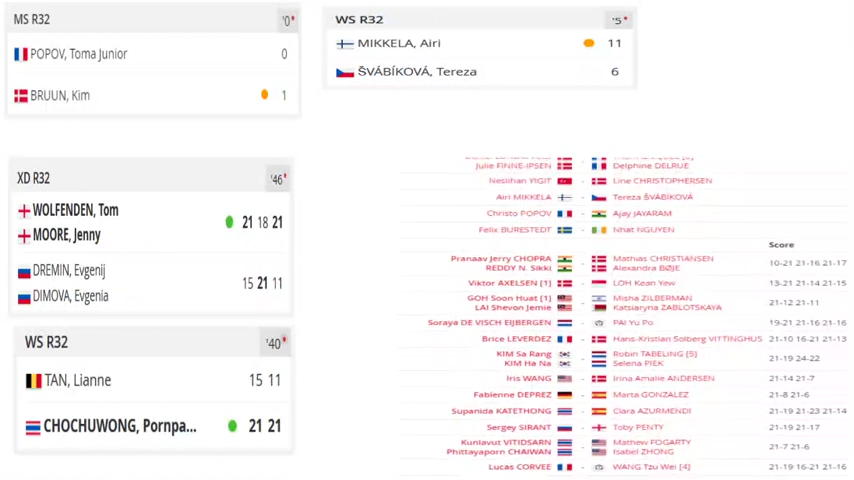 MS R32 '0'
POPOV, Toma Junior 0
BRUUN, Kim 1
WS R32 '5'
MIKKELA, Airi 11
ŠVÁBÍKOVÁ, Tereza 6
XD R32 '46'
WOLFENDEN, Tom
MOORE, Jenny
21 18 21
DREMIN, Evgenij
DIMOVA, Evgenia
15 21 11
WS R32 '40'
TAN, Lianne 15 11
CHOCHUWONG, Pornpa... 21 21
Julie FINNE-IPSEN - Delphine DELRUE
Neslihan YIGIT - Line CHRISTOPHERSEN
Airi MIKKELA - Tereza ŠVÁBÍKOVÁ
Christo POPOV - Ajay JAYARAM
Felix BURESTEDT - Nhat NGUYEN
Score
Pranaav Jerry CHOPRA - Mathias CHRISTIANSEN
REDDY N. Sikki Alexandra BØJE
10-21 21-16 21-17
Viktor AXELSEN [1] - LOH Kean Yew 13-21 21-14 21-15
GOH Soon Huat [1] - Misha ZILBERMAN
LAI Shevon Jemie Katsiaryna ZABLOTSKAYA
21-12 21-11
Soraya DE VISCH EIJBERGEN - PAI Yu Po 19-21 21-16 21-16
Brice LEVERDEZ - Hans-Kristian Solberg VITTINGHUS 21-10 16-21 21-13
KIM Sa Rang - Robin TABELING [5]
KIM Ha Na Selena PIEK
21-19 24-22
Iris WANG - Irina Amalie ANDERSEN 21-14 21-7
Fabienne DEPREZ - Marta GONZALEZ 21-8 21-6
Supanida KATETHONG - Clara AZURMENDI 21-19 21-23 21-14
Sergey SIRANT - Toby PENTY 21-19 21-17
Kunlavut VITIDSARN - Mathew FOGARTY
Phittayaporn CHAIWAN Isabel ZHONG
21-7 21-6
Lucas CORVEE - WANG Tzu Wei [4] 21-19 16-21 21-16